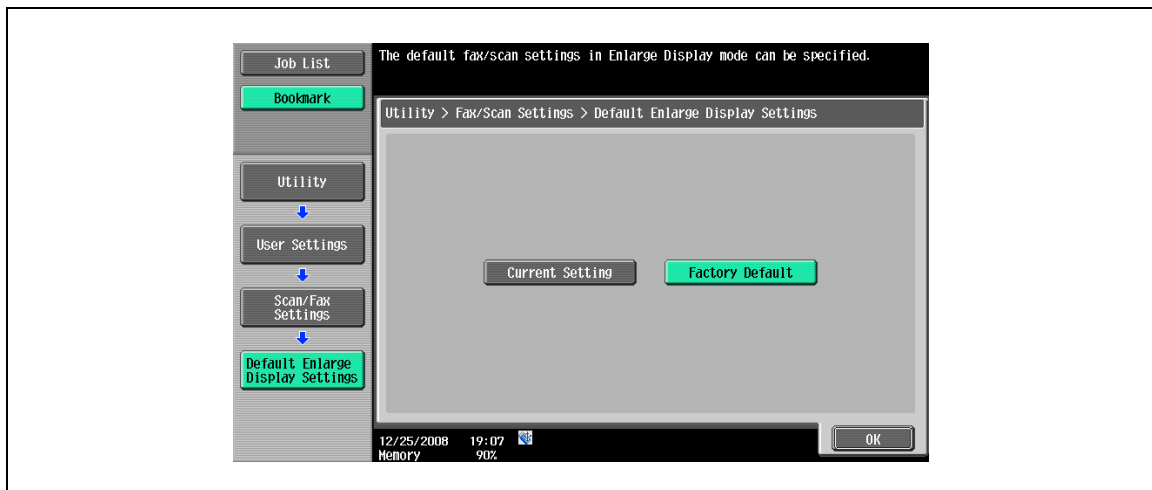 Job List
Bookmark
The default fax/scan settings in Enlarge Display mode can be specified.
Utility > Fax/Scan Settings > Default Enlarge Display Settings
Utility
User Settings
Scan/Fax
Settings
Default Enlarge
Display Settings
Current Setting
Factory Default
12/25/2008 19:07
Memory 90%
OK